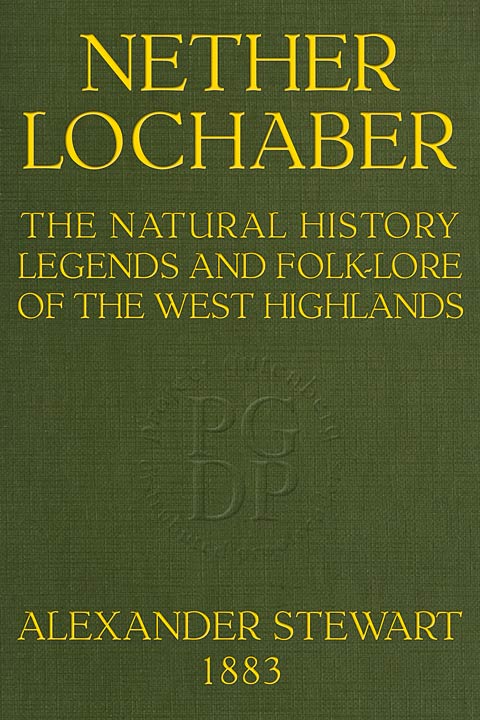 NETHER
LOCHABER
THE NATURAL HISTORY
LEGENDS AND FOLK-LORE
OF THE WEST HIGHLANDS
PG
DP
ALEXANDER STEWART
1883